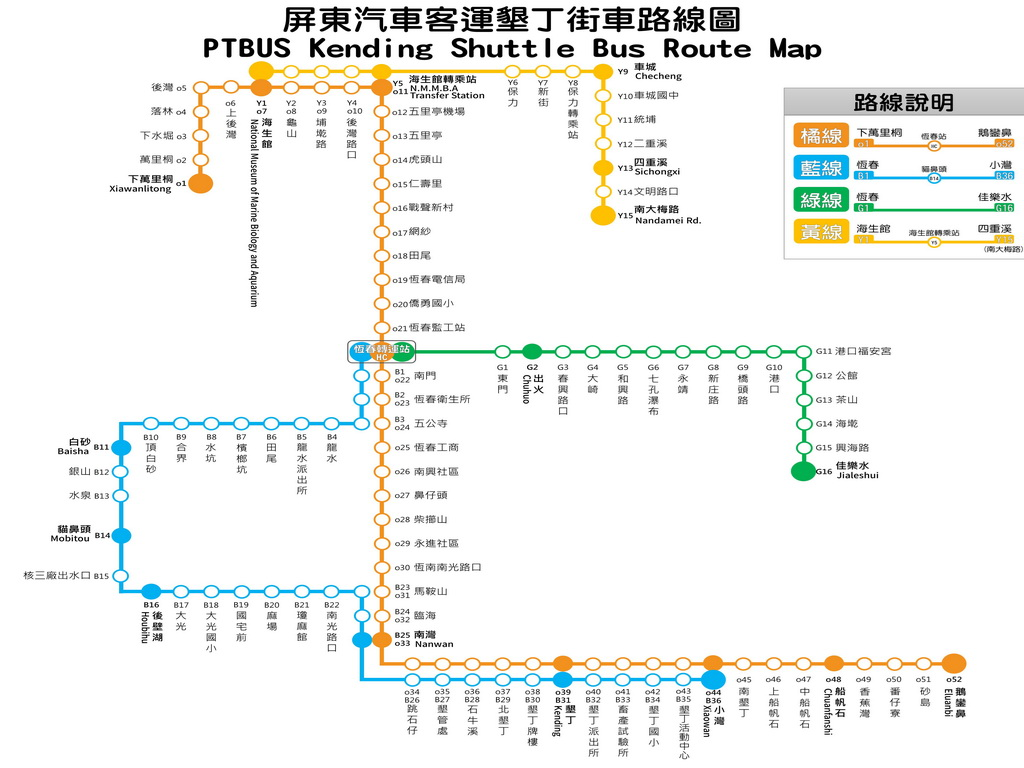 屏東汽車客運墾丁街車路線圖
PTBUS Kending Shuttle Bus Route Map
路線說明
橘線 下萬里桐 o1 恆春站 HC 鵝鑾鼻 o52
藍線 恆春 B1 貓鼻頭 B14 小灣 B36
綠線 恆春 G1 佳樂水 G16
黃線 海生館 Y1 海生館轉乘站 Y5 四重溪 Y15
(南大梅路)
後灣 o5
落林 o4
下水堀 o3
萬里桐 o2
下萬里桐 o1
Xiawanlitong
o6 上後灣
Y1 o7 海生館
National Museum of Marine Biology and Aquarium
Y2 o8 龜山
Y3 o9 埔墘路
Y4 o10 後灣路口
Y5 o11 海生館轉乘站
N.M.M.B.A
Transfer Station
Y6 保力
Y7 新街
Y8 保力轉乘站
Y9 車城
Checheng
Y10 車城國中
Y11 統埔
Y12 二重溪
Y13 四重溪
Sichongxi
Y14 文明路口
Y15 南大梅路
Nandamei Rd.
o12 五里亭機場
o13 五里亭
o14 虎頭山
o15 仁壽里
o16 戰聲新村
o17 網紗
o18 田尾
o19 恆春電信局
o20 僑勇國小
o21 恆春監工站
恆春轉運站
HC
G1 東門
G2 出火
Chuhuo
G3 春興路口
G4 大崎
G5 和興路
G6 七孔瀑布
G7 永靖
G8 新庄路
G9 橋頭路
G10 港口
G11 港口福安宮
G12 公館
G13 茶山
G14 海墘
G15 興海路
G16 佳樂水
Jialeshui
B1 o22 南門
B2 o23 恆春衛生所
B3 o24 五公寺
B4 龍水
B5 龍水派出所
B6 田尾
B7 檳榔坑
B8 水坑
B9 合界
B10 頂白砂
白砂 B11
Baisha
銀山 B12
水泉 B13
貓鼻頭 B14
Mobitou
核三廠出水口 B15
B16 後壁湖
Houbihu
B17 大光
B18 大光國小
B19 國宅前
B20 麻場
B21 瓊麻館
B22 南光路口
o25 恆春工商
o26 南興社區
o27 鼻仔頭
o28 柴擳山
o29 永進社區
o30 恆南南光路口
B23 o31 馬鞍山
B24 o32 臨海
B25 o33 南灣
Nanwan
o34 B26 跳石仔
o35 B27 墾管處
o36 B28 石牛溪
o37 B29 北墾丁
o38 B30 墾丁牌樓
o39 B31 墾丁
Kending
o40 B32 墾丁派出所
o41 B33 畜產試驗所
o42 B34 墾丁國小
o43 B35 墾丁活動中心
o44 B36 小灣
Xiaowan
o45 南墾丁
o46 上船帆石
o47 中船帆石
o48 船帆石
Chuanfanshi
o49 香蕉灣
o50 番仔寮
o51 砂島
o52 鵝鑾鼻
Eluanbi